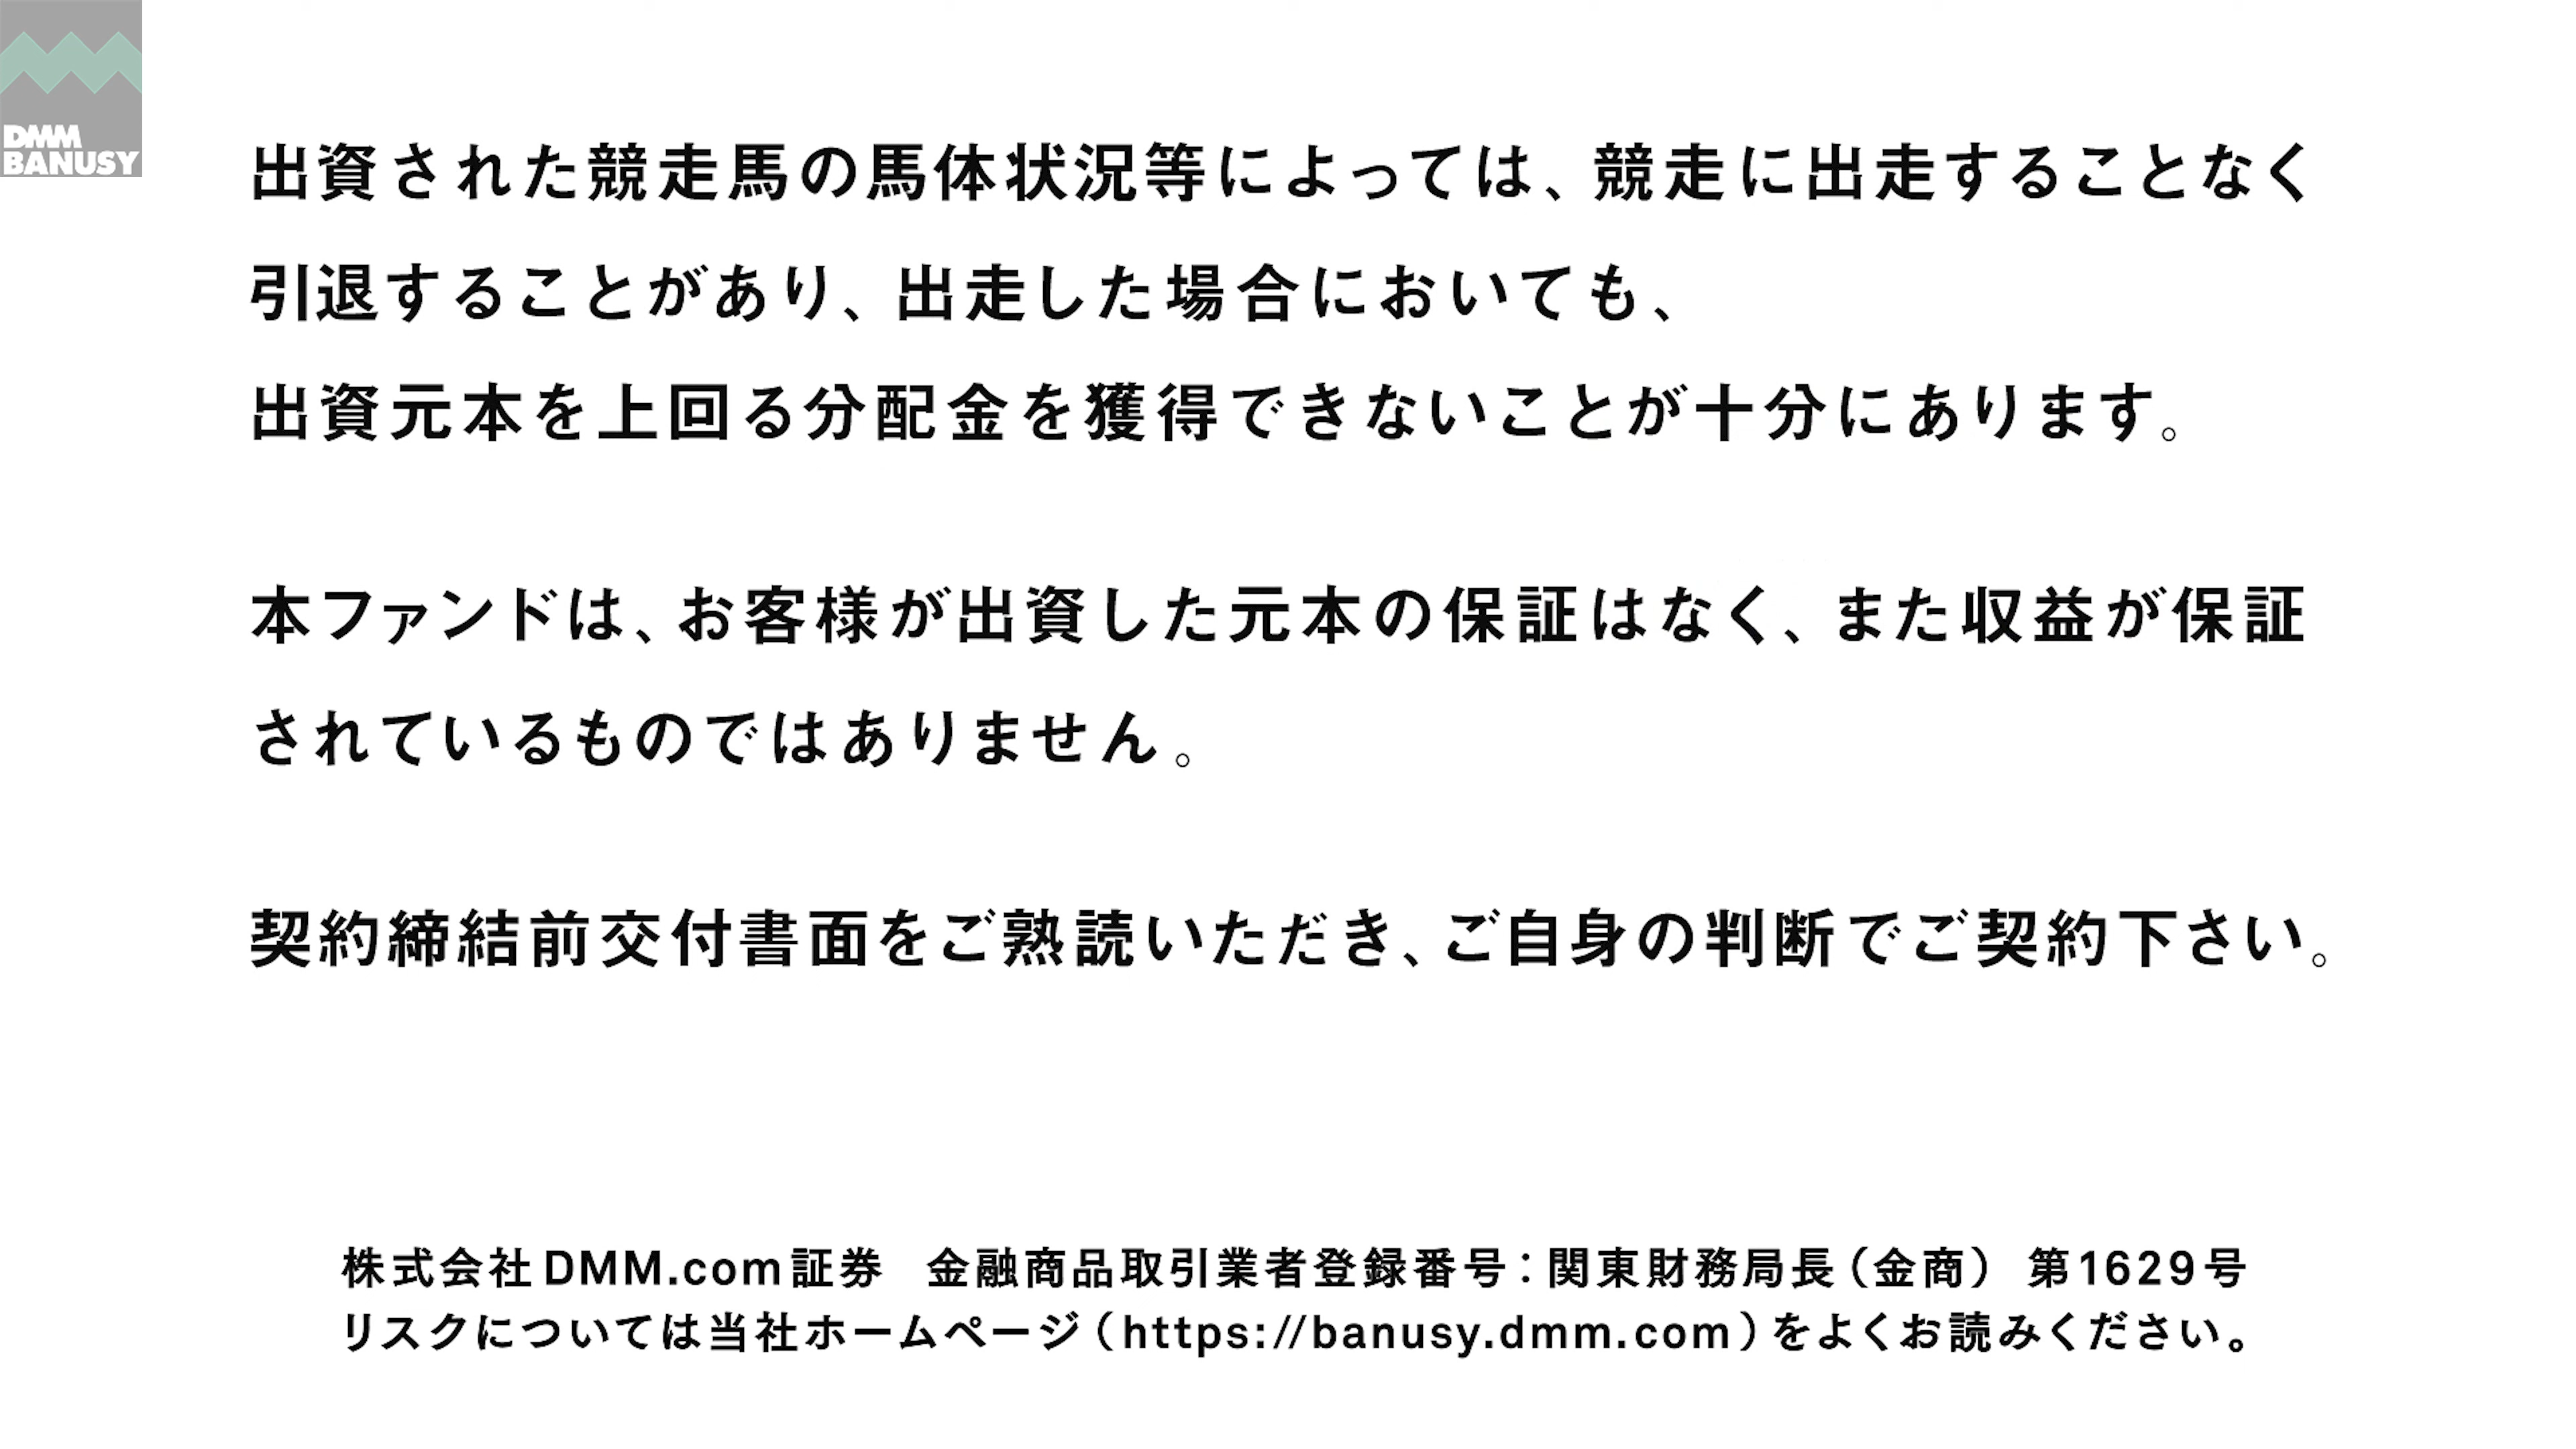 DMM
BANUSY
出資された競走馬の馬体状況等によっては、競走に出走することなく
引退することがあり、出走した場合においても、
出資元本を上回る分配金を獲得できないことが十分にあります。
本ファンドは、お客様が出資した元本の保証はなく、また収益が保証
されているものではありません。
契約締結前交付書面をご熟読いただき、ご自身の判断でご契約下さい。
株式会社DMM.com証券　金融商品取引業者登録番号：関東財務局長（金商） 第1629号
リスクについては当社ホームページ（https://banusy.dmm.com）をよくお読みください。